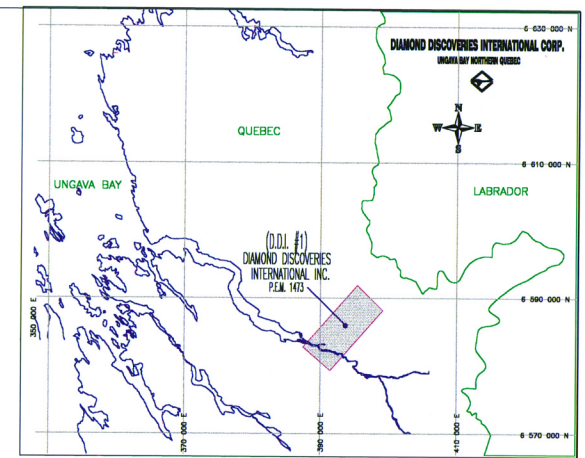 6 630 000 N
DIAMOND DISCOVERIES INTERNATIONAL CORP.
UNGAVA BAY NORTHERN QUEBEC
N
W E
S
QUEBEC
6 610 000 N
UNGAVA BAY
LABRADOR
(D.D.I. #1)
DIAMOND DISCOVERIES
INTERNATIONAL INC.
P.E.M. 1473
6 590 000 N
350 000 E
370 000 E
390 000 E
410 000 E
6 570 000 N